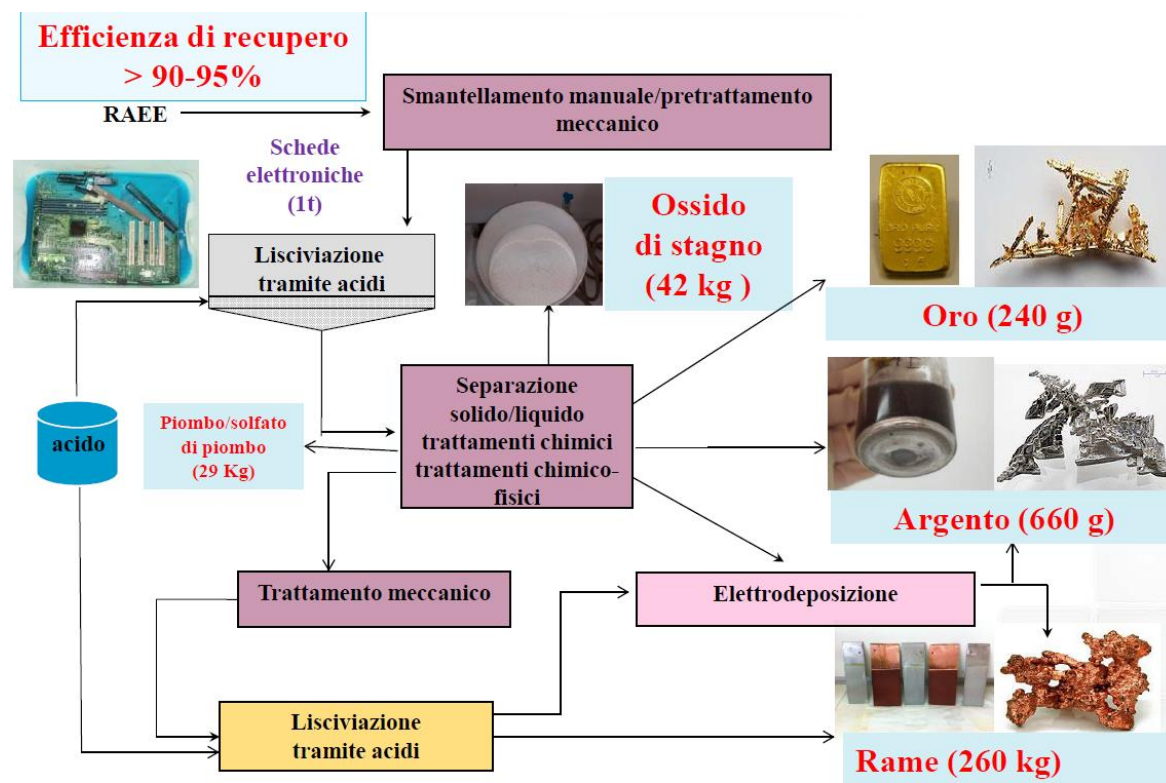 Efficienza di recupero
> 90-95%
RAEE
Smantellamento manuale/pretrattamento
meccanico
Schede
elettroniche
(1t)
Lisciviazione
tramite acidi
Ossido
di stagno
(42 kg )
Oro (240 g)
acido
Piombo/solfato
di piombo
(29 Kg)
Separazione
solido/liquido
trattamenti chimici
trattamenti chimico-
fisici
Argento (660 g)
Trattamento meccanico
Elettrodeposizione
Lisciviazione
tramite acidi
Rame (260 kg)